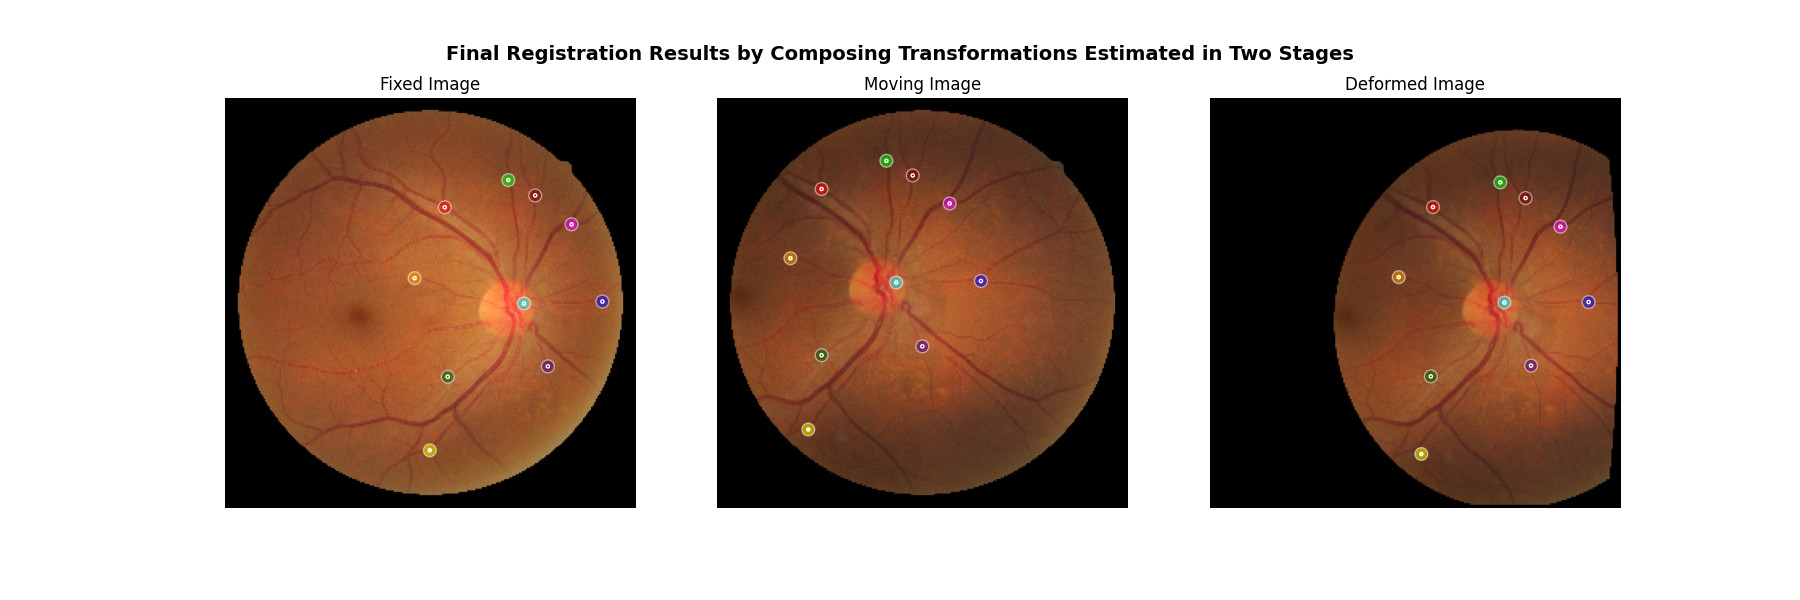 Final Registration Results by Composing Transformations Estimated in Two Stages
Fixed Image
Moving Image
Deformed Image